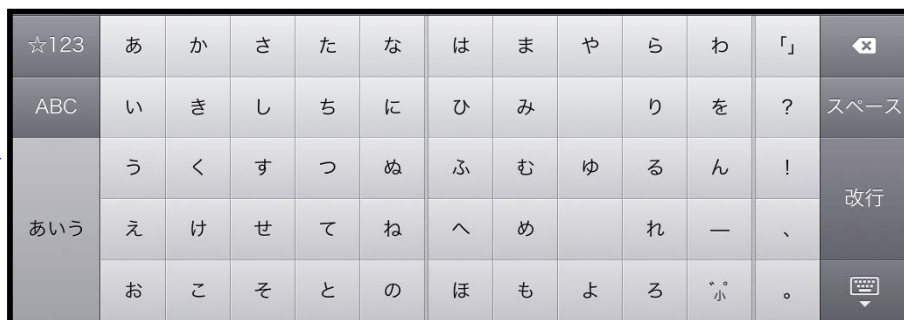 ☆123 あ か さ た な は ま や ら わ 「」
ABC い き し ち に ひ み り を ? スペース
う く す つ ぬ ふ む ゆ る ん !
あいう え け せ て ね へ め れ ー 、 改行
お こ そ と の ほ も よ ろ ゛゜小 。